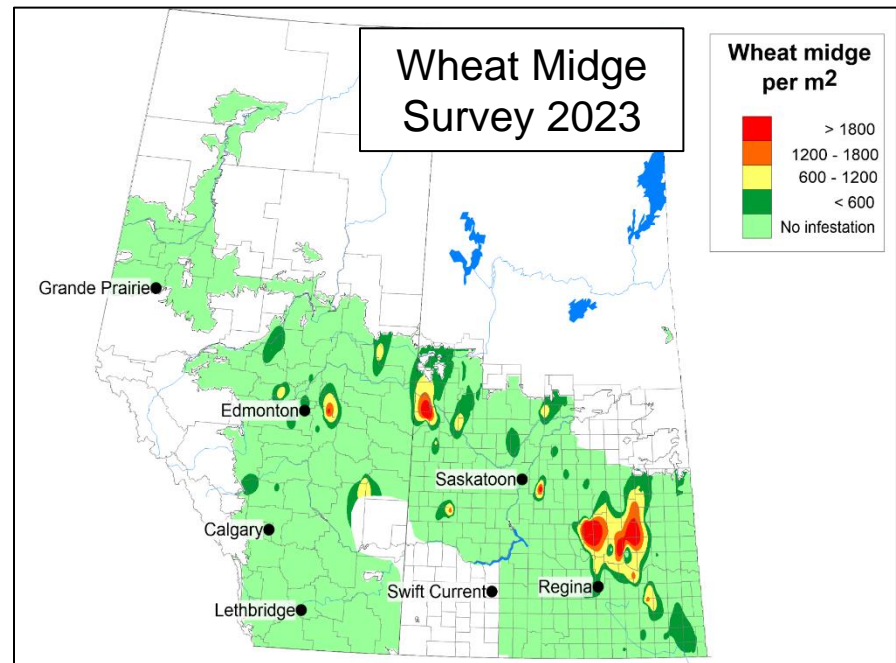 Wheat Midge
Survey 2023
Wheat midge
per m2
> 1800
1200 - 1800
600 - 1200
< 600
No infestation
Grande Prairie
Edmonton
Saskatoon
Calgary
Swift Current
Regina
Lethbridge